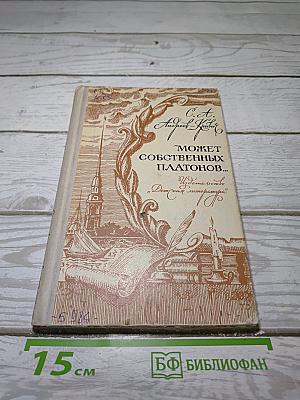 С. А.
Андреев-Кривич
"МОЖЕТ
СОБСТВЕННЫХ
ПЛАТОНОВ...
Издательство
"Детская литература"
15 см
БФ БИБЛИОФАН